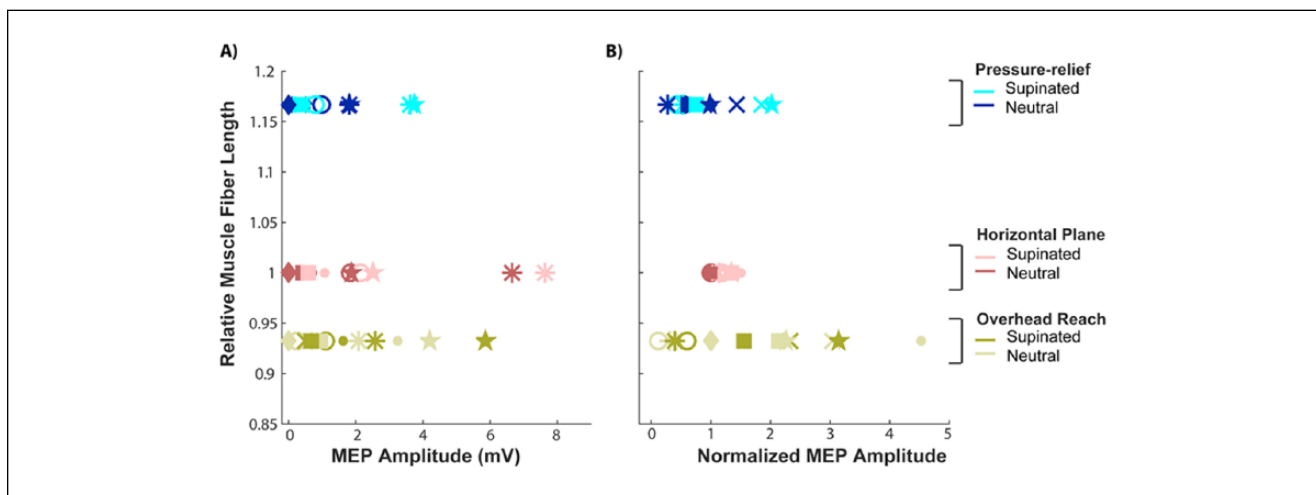 A)
B)
Relative Muscle Fiber Length
1.2
1.15
1.1
1.05
1
0.95
0.9
0.85
0
2
4
6
8
MEP Amplitude (mV)
0
1
2
3
4
5
Normalized MEP Amplitude
Pressure-relief
Supinated
Neutral
Horizontal Plane
Supinated
Neutral
Overhead Reach
Supinated
Neutral